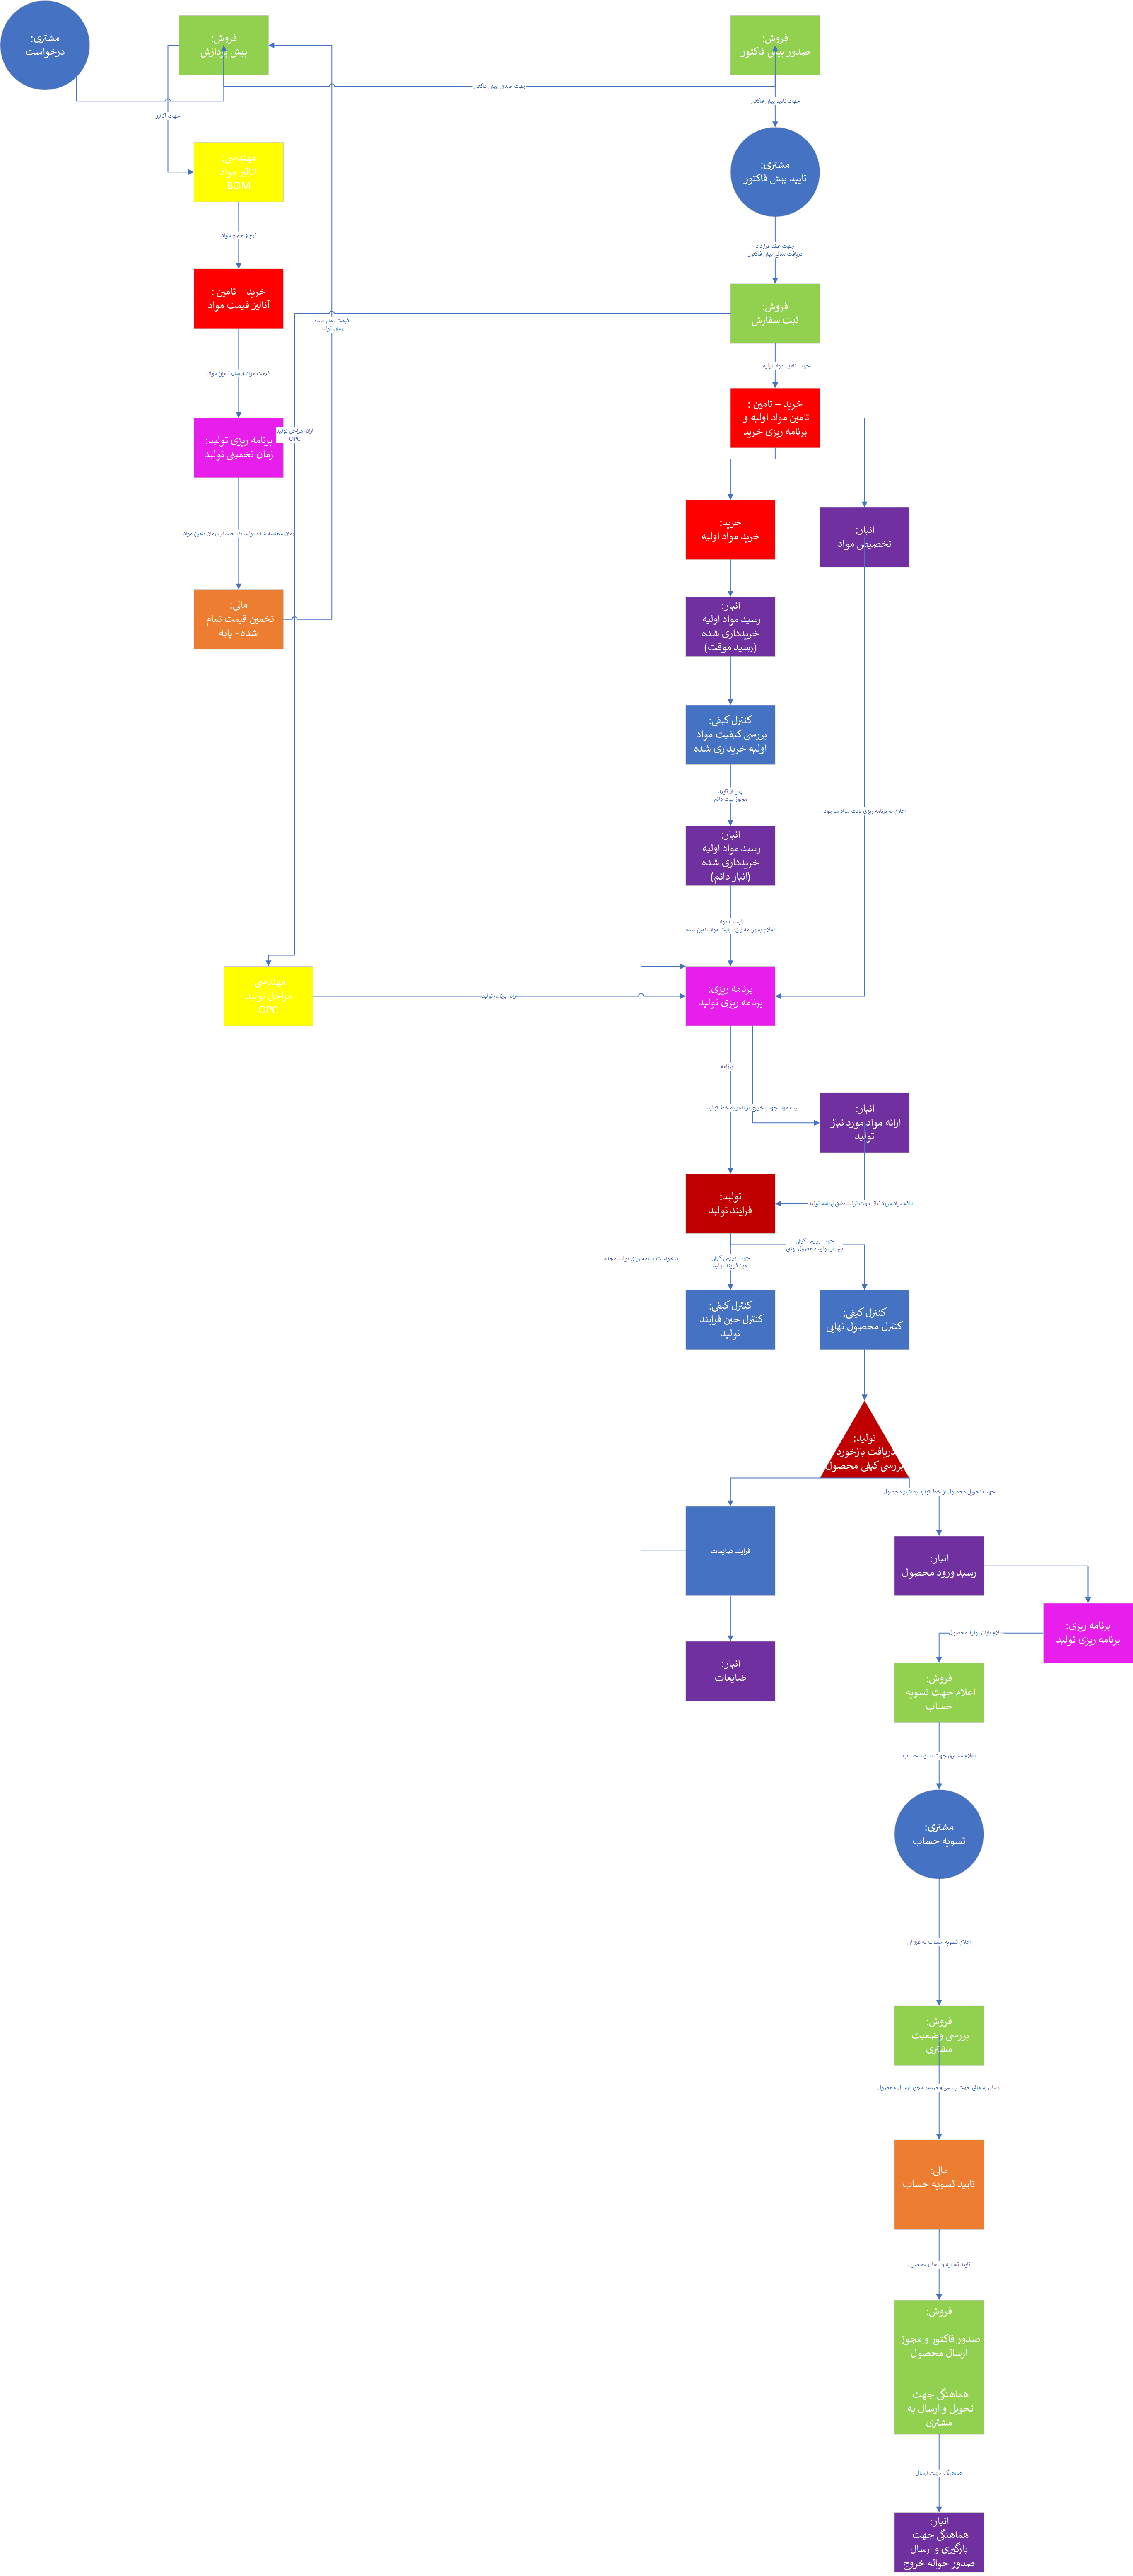 مشتری:
درخواست
فروش:
پیش پردازش
فروش:
صدور پیش فاکتور
جهت صدور پیش فاکتور
جهت آنالیز
جهت تایید پیش فاکتور
مهندسی:
آنالیز مواد
BOM
مشتری:
تایید پیش فاکتور
نوع و حجم مواد
جهت عقد قرارداد
دریافت مبالغ پیش فاکتور
خرید – تامین :
آنالیز قیمت مواد
قیمت تمام شده
زمان تولید
فروش:
ثبت سفارش
قیمت مواد و زمان تامین مواد
جهت تامین مواد اولیه
خرید – تامین :
تامین مواد اولیه و
برنامه ریزی خرید
برنامه ریزی تولید:
زمان تخمینی تولید
ارائه مراحل تولید
OPC
زمان محاسه شده تولید با احتساب زمان تامین مواد
خرید:
خرید مواد اولیه
انبار:
تخصیص مواد
مالی:
تخمین قیمت تمام
شده - پایه
انبار:
رسید مواد اولیه
خریدداری شده
(رسید موقت)
کنترل کیفی:
بررسی کیفیت مواد
اولیه خریداری شده
پس از تایید
مجوز ثبت دائم
اعلام به برنامه ریزی بابت مواد موجود
انبار:
رسید مواد اولیه
خریدداری شده
(انبار دائم)
لیست مواد
اعلام به برنامه ریزی بابت مواد تامین شده
مهندسی:
مراحل تولید
OPC
ارائه برنامه تولید
برنامه ریزی:
برنامه ریزی تولید
برنامه
لیت مواد جهت خروج از انبار به خط تولید
انبار:
ارائه مواد مورد نیاز
تولید
تولید:
فرایند تولید
ارائه مواد مورد نیاز جهت تولید طبق برنامه تولید
جهت بررسی کیفی
پس از تولید محصول نهایی
جهت بررسی کیفی
حین فرایند تولید
درخواست برنامه ریزی تولید مجدد
کنترل کیفی:
کنترل حین فرایند
تولید
کنترل کیفی:
کنترل محصول نهایی
تولید:
دریافت بازخورد
بررسی کیفی محصول
جهت تحویل محصول از خط تولید به انبار محصول
فرایند ضایعات
انبار:
رسید ورود محصول
برنامه ریزی:
برنامه ریزی تولید
اعلام پایان تولید محصول
انبار:
ضایعات
فروش:
اعلام جهت تسویه
حساب
اعلام مشتری جهت تسویه حساب
مشتری:
تسویه حساب
اعلام تسویه حساب به فروش
فروش:
بررسی وضعیت
مشتری
ارسال به مالی جهت بررسی و صدور مجوز ارسال محصول
مالی:
تایید تسویه حساب
تایید تسویه و ارسال محصول
فروش:
صدور فاکتور و مجوز
ارسال محصول
هماهنگی جهت
تحویل و ارسال به
مشتری
هماهنگ جهت ارسال
انبار:
هماهنگی جهت
بارگیری و ارسال
صدور حواله خروج